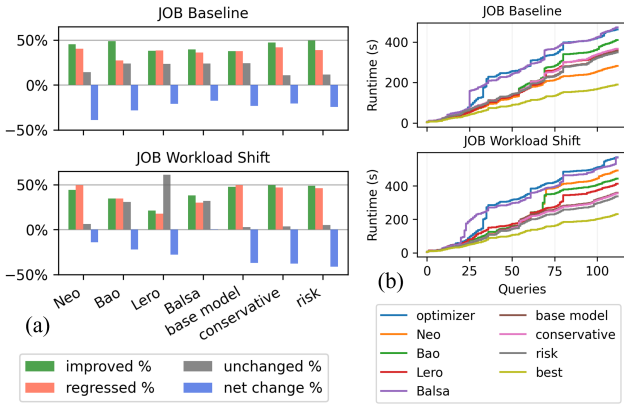 JOB Baseline
50%
0%
−50%
JOB Workload Shift
50%
0%
−50%
Neo
Bao
Lero
Balsa
base model
conservative
risk
(a)
improved %
regressed %
unchanged %
net change %
JOB Baseline
Runtime (s)
400
200
0
JOB Workload Shift
Runtime (s)
400
200
0
0
25
50
75
100
Queries
(b)
optimizer
Neo
Bao
Lero
Balsa
base model
conservative
risk
best